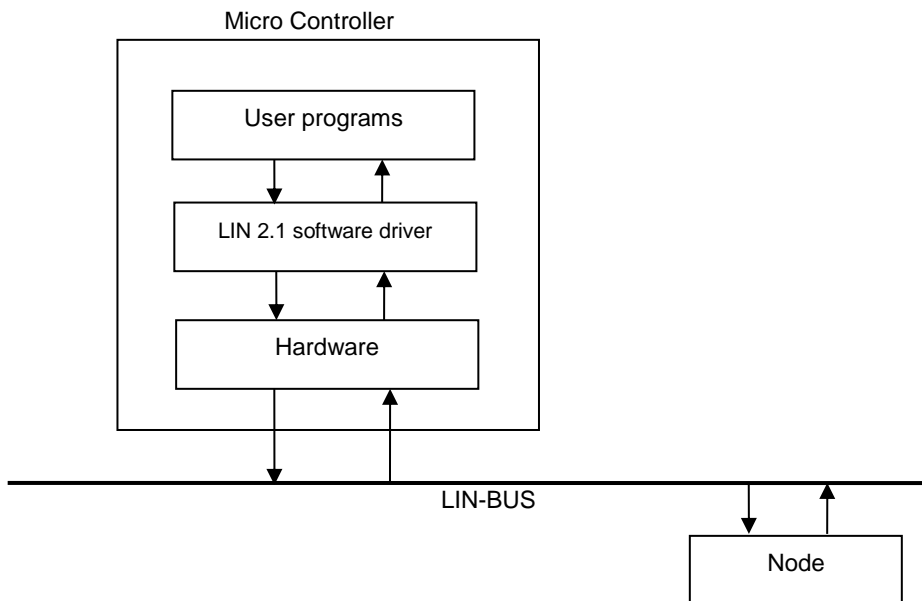 Micro Controller
User programs
LIN 2.1 software driver
Hardware
LIN-BUS
Node